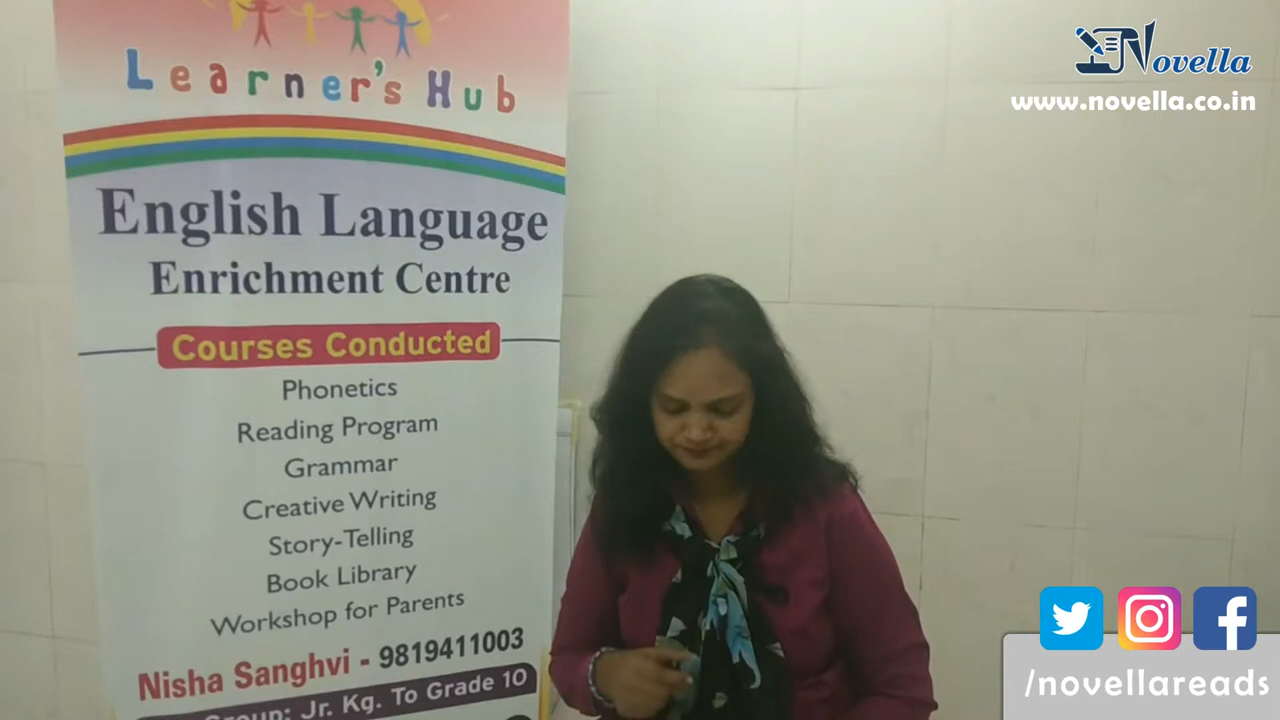 Learner's Hub
English Language
Enrichment Centre
Courses Conducted
Phonetics
Reading Program
Grammar
Creative Writing
Story-Telling
Book Library
Workshop for Parents
Nisha Sanghvi - 9819411003
Group: Jr. Kg. To Grade 10
Novella
www.novella.co.in
/novellareads